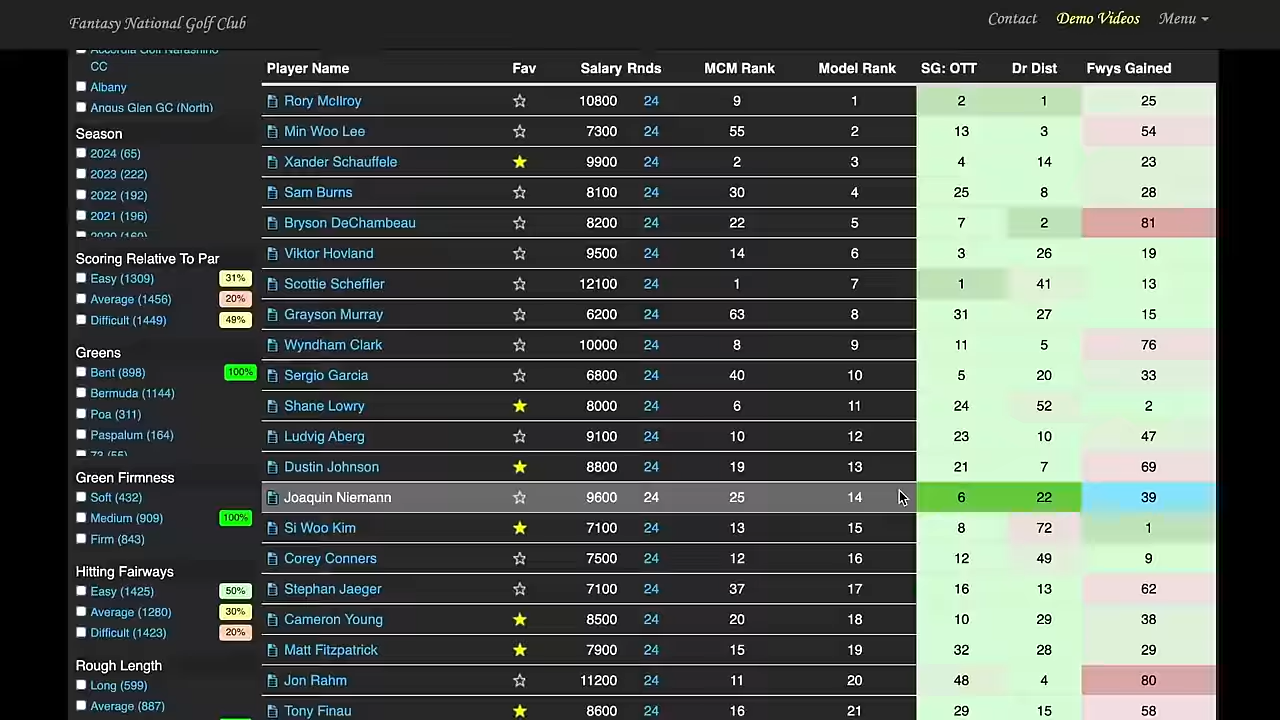 Fantasy National Golf Club
Contact Demo Videos Menu
Accordia Golf Narashino
CC
Albany
Angus Glen GC (North)
Season
2024 (65)
2023 (222)
2022 (192)
2021 (196)
2020 (160)
Scoring Relative To Par
Easy (1309) 31%
Average (1456) 20%
Difficult (1449) 49%
Greens
Bent (898) 100%
Bermuda (1144)
Poa (311)
Paspalum (164)
Green Firmness
Soft (432)
Medium (909) 100%
Firm (843)
Hitting Fairways
Easy (1425) 50%
Average (1280) 30%
Difficult (1423) 20%
Rough Length
Long (599)
Average (887)
Player Name Fav Salary Rnds MCM Rank Model Rank SG: OTT Dr Dist Fwys Gained
Rory McIlroy 10800 24 9 1 2 1 25
Min Woo Lee 7300 24 55 2 13 3 54
Xander Schauffele 9900 24 2 3 4 14 23
Sam Burns 8100 24 30 4 25 8 28
Bryson DeChambeau 8200 24 22 5 7 2 81
Viktor Hovland 9500 24 14 6 3 26 19
Scottie Scheffler 12100 24 1 7 1 41 13
Grayson Murray 6200 24 63 8 31 27 15
Wyndham Clark 10000 24 8 9 11 5 76
Sergio Garcia 6800 24 40 10 5 20 33
Shane Lowry 8000 24 6 11 24 52 2
Ludvig Aberg 9100 24 10 12 23 10 47
Dustin Johnson 8800 24 19 13 21 7 69
Joaquin Niemann 9600 24 25 14 6 22 39
Si Woo Kim 7100 24 13 15 8 72 1
Corey Conners 7500 24 12 16 12 49 9
Stephan Jaeger 7100 24 37 17 16 13 62
Cameron Young 8500 24 20 18 10 29 38
Matt Fitzpatrick 7900 24 15 19 32 28 29
Jon Rahm 11200 24 11 20 48 4 80
Tony Finau 8600 24 16 21 29 15 58